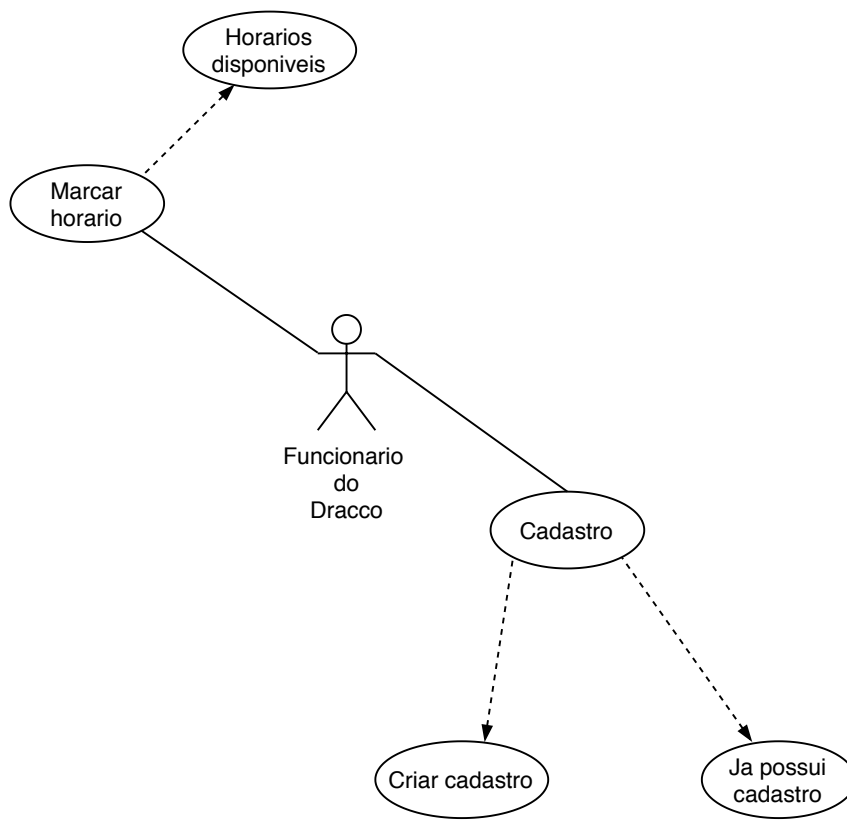 Horarios
disponiveis
Marcar
horario
Funcionario
do
Dracco
Cadastro
Criar cadastro
Ja possui
cadastro